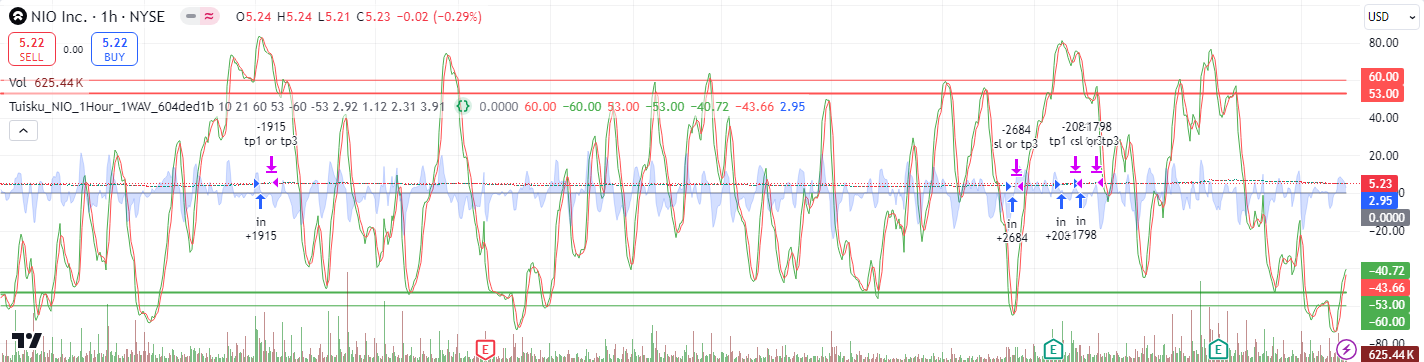 NIO Inc. · 1h · NYSE O5.24 H5.24 L5.21 C5.23 −0.02 (−0.29%)
USD
5.22
SELL
0.00
5.22
BUY
80.00
Vol 625.44 K
60.00
53.00
Tuisku_NIO_1Hour_1WAV_604ded1b 10 21 60 53 -60 -53 2.92 1.12 2.31 3.91 {} 0.0000 60.00 −60.00 53.00 −53.00 −40.72 −43.66 2.95
40.00
-1915
tp1 or tp3
-2684
sl or tp3
-1798
20.00
5.23
0
2.95
0.0000
−20.00
in
+1915
in
+2684
in
in
+1798
−40.72
−43.66
−53.00
−60.00
−80.00
E
E
E
625.44 K